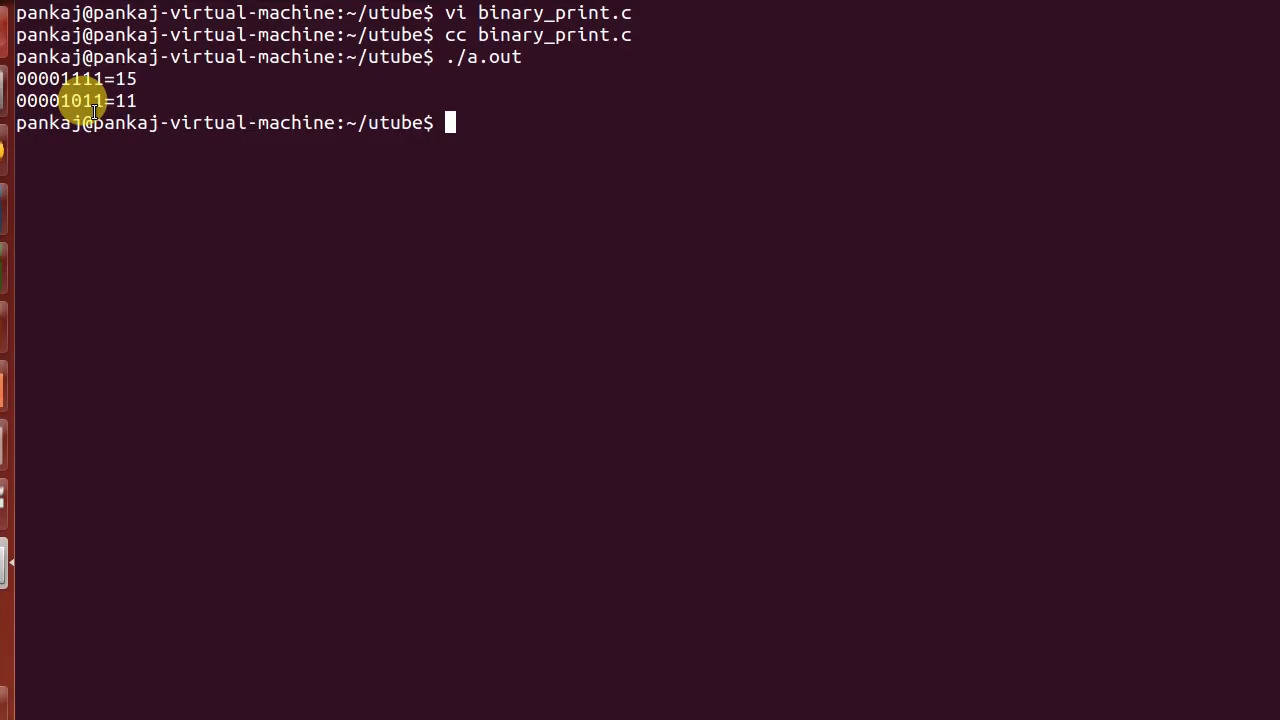 pankaj@pankaj-virtual-machine:~/utube$ vi binary_print.c
pankaj@pankaj-virtual-machine:~/utube$ cc binary_print.c
pankaj@pankaj-virtual-machine:~/utube$ ./a.out
00001111=15
00001011=11
pankaj@pankaj-virtual-machine:~/utube$